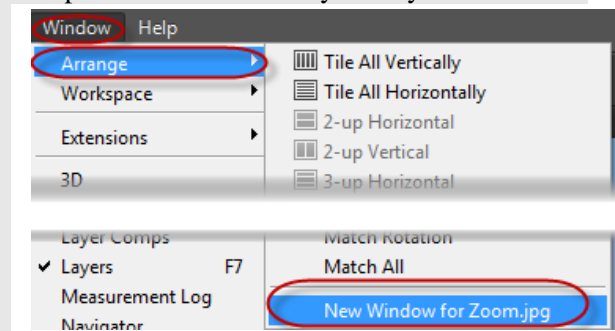 Window Help
Arrange
Workspace
Extensions
3D
Tile All Vertically
Tile All Horizontally
2-up Horizontal
2-up Vertical
3-up Horizontal
Layer Comps
Layers F7
Measurement Log
Navigator
Match Rotation
Match All
New Window for Zoom.jpg